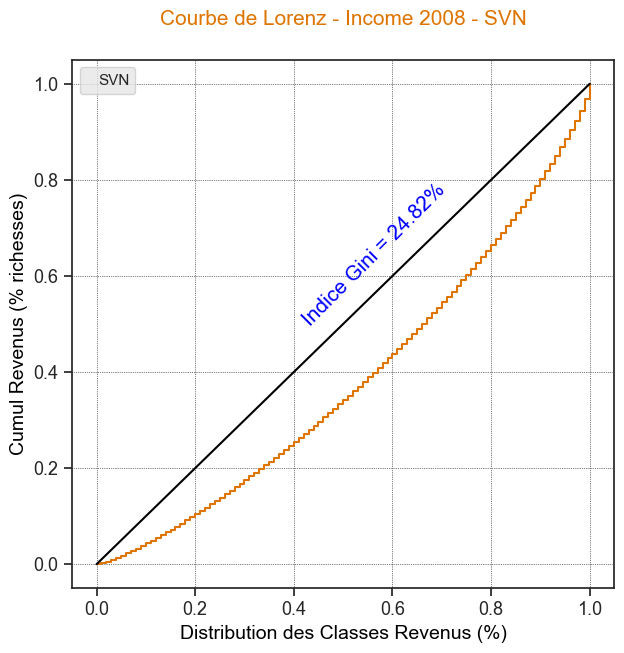 Courbe de Lorenz - Income 2008 - SVN
SVN
Indice Gini = 24.82%
Cumul Revenus (% richesses)
1.0
0.8
0.6
0.4
0.2
0.0
0.0 0.2 0.4 0.6 0.8 1.0
Distribution des Classes Revenus (%)